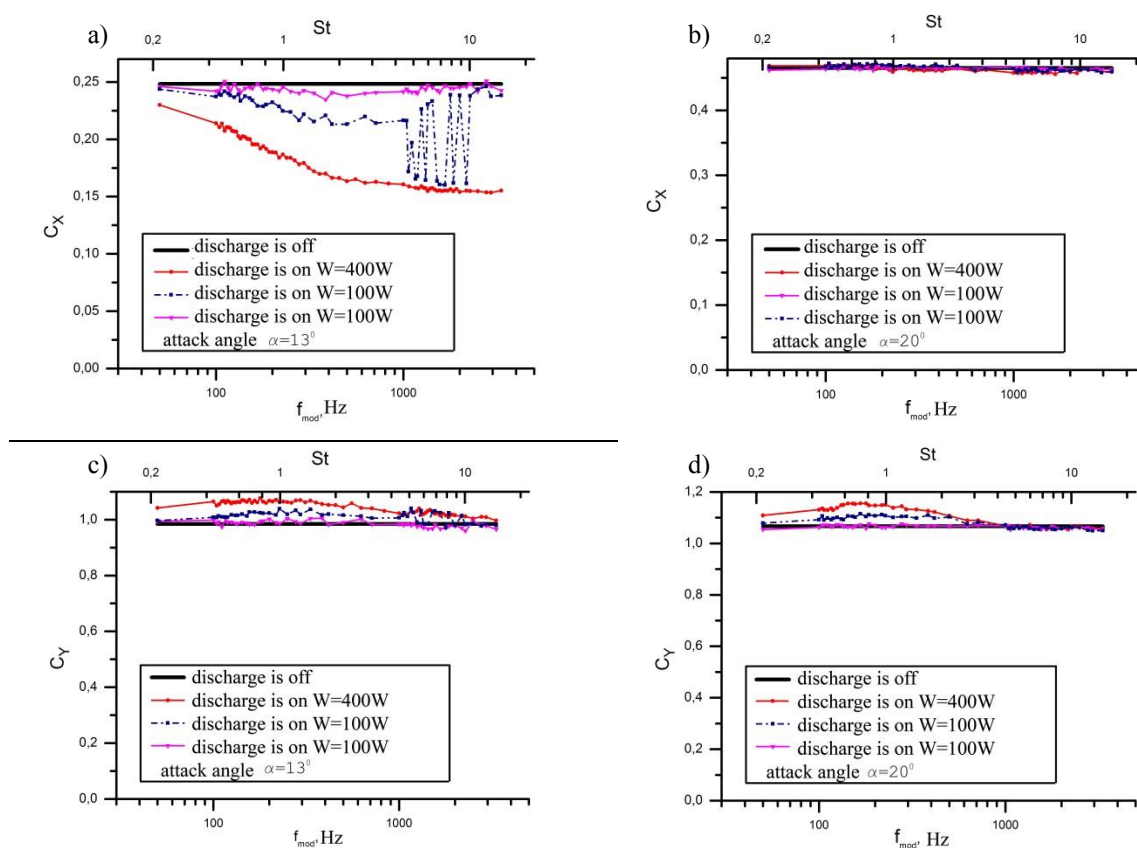 a)
St
0,2 1 10
0,25
0,20
0,15
0,10
0,05
0,00
C_X
discharge is off
discharge is on W=400W
discharge is on W=100W
discharge is on W=100W
attack angle α=13⁰
100 1000
f_mod, Hz
b)
St
0,2 1 10
0,4
0,3
0,2
0,1
0,0
C_X
discharge is off
discharge is on W=400W
discharge is on W=100W
discharge is on W=100W
attack angle α=20⁰
100 1000
f_mod, Hz
c)
St
0,2 1 10
1,0
0,8
0,6
0,4
0,2
0,0
C_Y
discharge is off
discharge is on W=400W
discharge is on W=100W
discharge is on W=100W
attack angle α=13⁰
100 1000
f_mod, Hz
d)
St
0,2 1 10
1,2
1,0
0,8
0,6
0,4
1,2
0,0
C_Y
discharge is off
discharge is on W=400W
discharge is on W=100W
discharge is on W=100W
attack angle α=20⁰
100 1000
f_mod, Hz